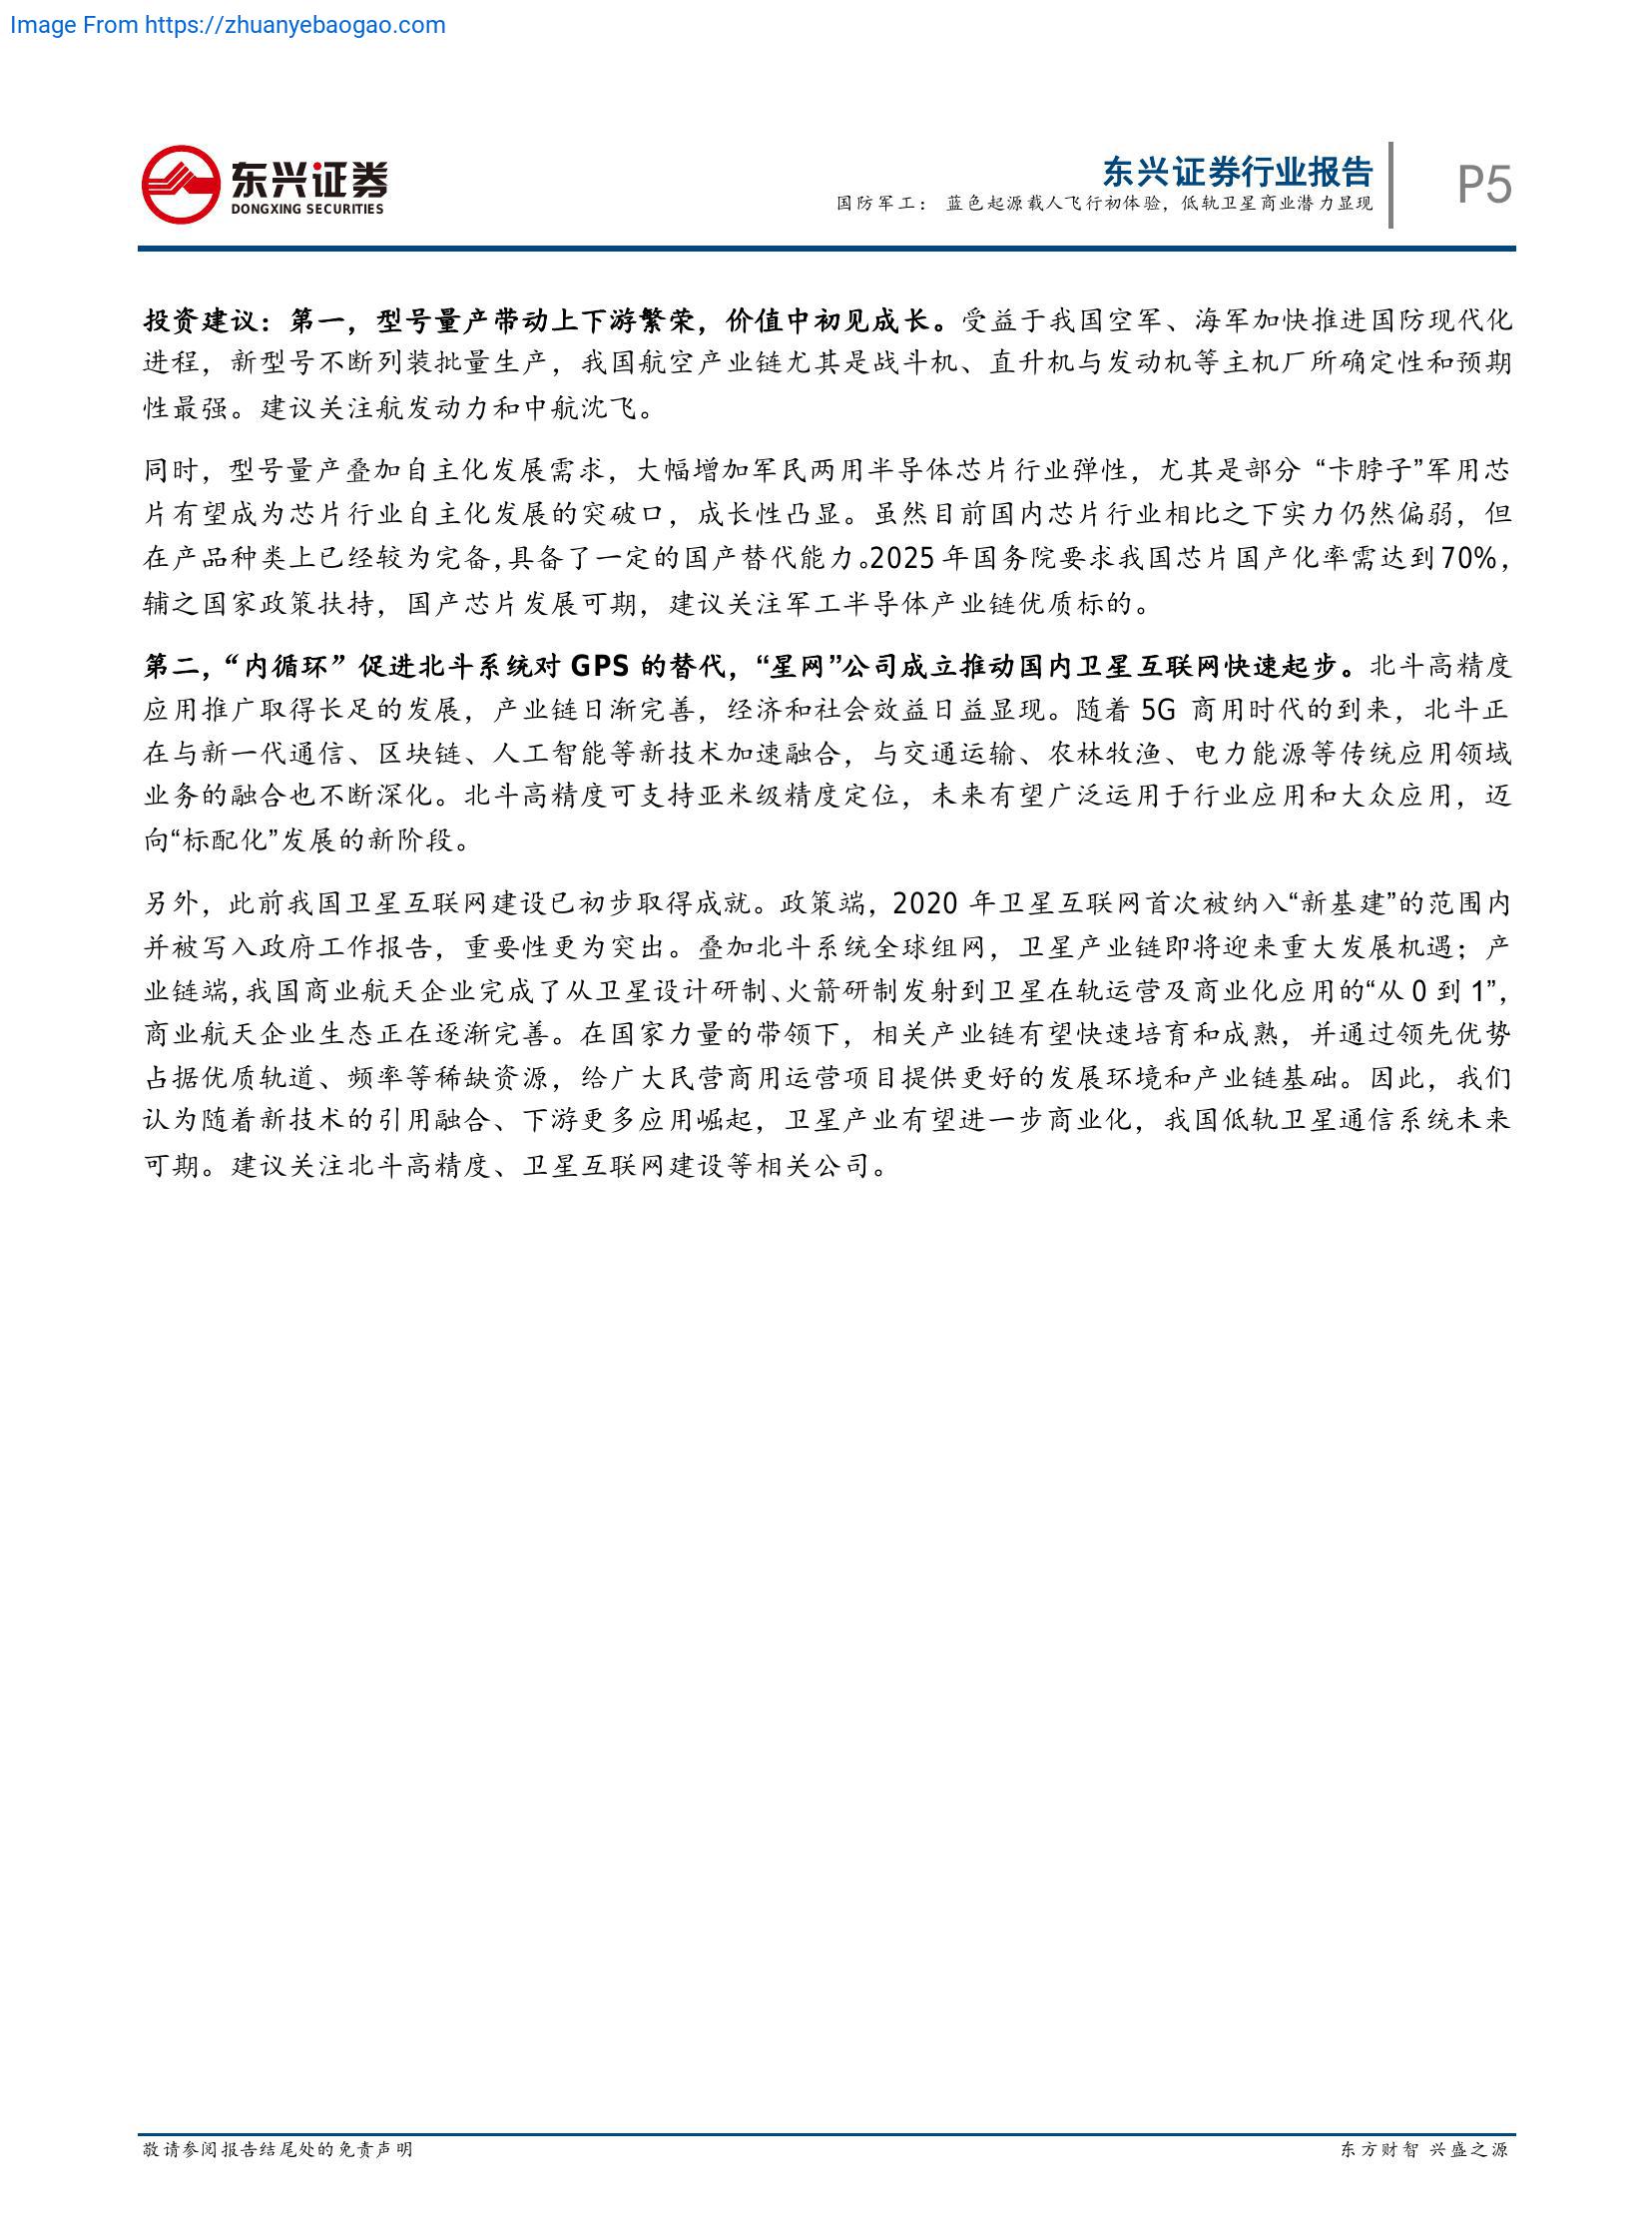 Image From https://zhuanyebaogao.com
东兴证券
DONGXING SECURITIES
东兴证券行业报告
国防军工：蓝色起源载人飞行初体验，低轨卫星商业潜力显现
P5
投资建议：第一，型号量产带动上下游繁荣，价值中初见成长。受益于我国空军、海军加快推进国防现代化
进程，新型号不断列装批量生产，我国航空产业链尤其是战斗机、直升机与发动机等主机厂所确定性和预期
性最强。建议关注航发动力和中航沈飞。
同时，型号量产叠加自主化发展需求，大幅增加军民两用半导体芯片行业弹性，尤其是部分 “卡脖子”军用芯
片有望成为芯片行业自主化发展的突破口，成长性凸显。虽然目前国内芯片行业相比之下实力仍然偏弱，但
在产品种类上已经较为完备，具备了一定的国产替代能力。2025 年国务院要求我国芯片国产化率需达到 70%，
辅之国家政策扶持，国产芯片发展可期，建议关注军工半导体产业链优质标的。
第二，“内循环”促进北斗系统对 GPS 的替代，“星网”公司成立推动国内卫星互联网快速起步。北斗高精度
应用推广取得长足的发展，产业链日渐完善，经济和社会效益日益显现。随着 5G 商用时代的到来，北斗正
在与新一代通信、区块链、人工智能等新技术加速融合，与交通运输、农林牧渔、电力能源等传统应用领域
业务的融合也不断深化。北斗高精度可支持亚米级精度定位，未来有望广泛运用于行业应用和大众应用，迈
向“标配化”发展的新阶段。
另外，此前我国卫星互联网建设已初步取得成就。政策端，2020 年卫星互联网首次被纳入“新基建”的范围内
并被写入政府工作报告，重要性更为突出。叠加北斗系统全球组网，卫星产业链即将迎来重大发展机遇；产
业链端，我国商业航天企业完成了从卫星设计研制、火箭研制发射到卫星在轨运营及商业化应用的“从 0 到 1”，
商业航天企业生态正在逐渐完善。在国家力量的带领下，相关产业链有望快速培育和成熟，并通过领先优势
占据优质轨道、频率等稀缺资源，给广大民营商用运营项目提供更好的发展环境和产业链基础。因此，我们
认为随着新技术的引用融合、下游更多应用崛起，卫星产业有望进一步商业化，我国低轨卫星通信系统未来
可期。建议关注北斗高精度、卫星互联网建设等相关公司。
敬请参阅报告结尾处的免责声明
东方财智 兴盛之源